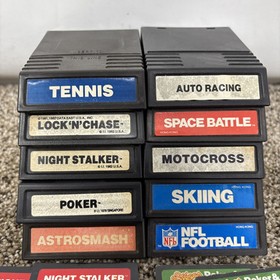 TENNIS
AUTO RACING
LOCK'N'CHASE
SPACE BATTLE
NIGHT STALKER
MOTOCROSS
POKER
SKIING
ASTROSMASH
NFL
NFL
FOOTBALL
NIGHT STALKER